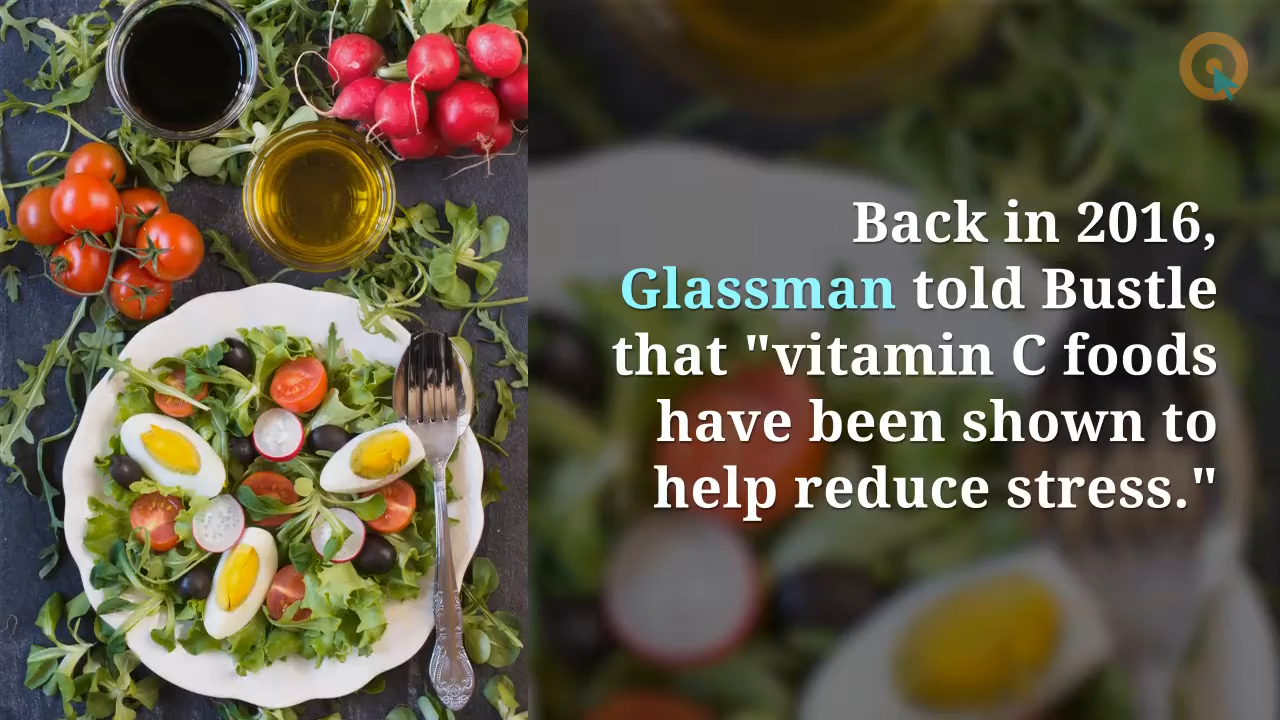 Back in 2016,
Glassman told Bustle
that "vitamin C foods
have been shown to
help reduce stress."